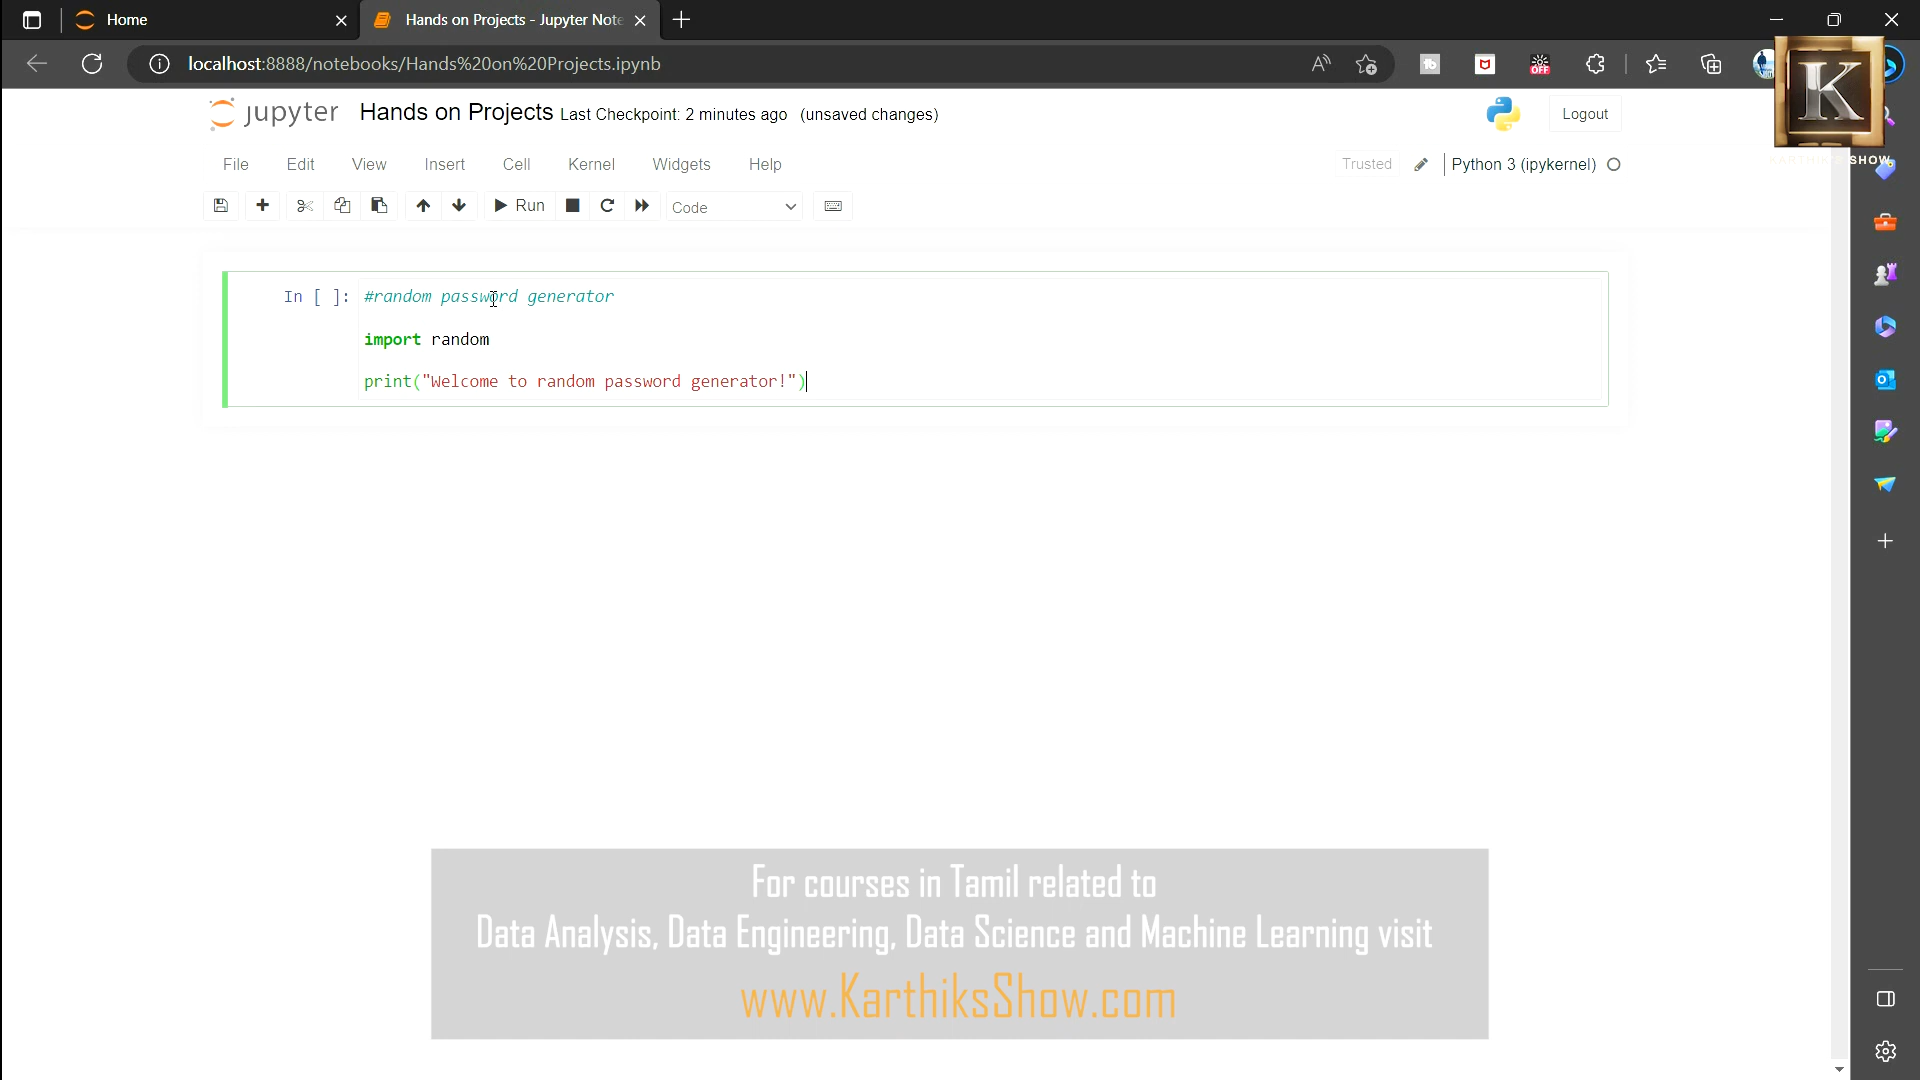 Home
Hands on Projects - Jupyter Note
localhost:8888/notebooks/Hands%20on%20Projects.ipynb
jupyter Hands on Projects Last Checkpoint: 2 minutes ago (unsaved changes)
Logout
K
SHOW
File Edit View Insert Cell Kernel Widgets Help
Trusted Python 3 (ipykernel)
Run Code
In [ ]: #random password generator
import random
print("Welcome to random password generator!")
For courses in Tamil related to
Data Analysis, Data Engineering, Data Science and Machine Learning visit
www.KarthiksShow.com